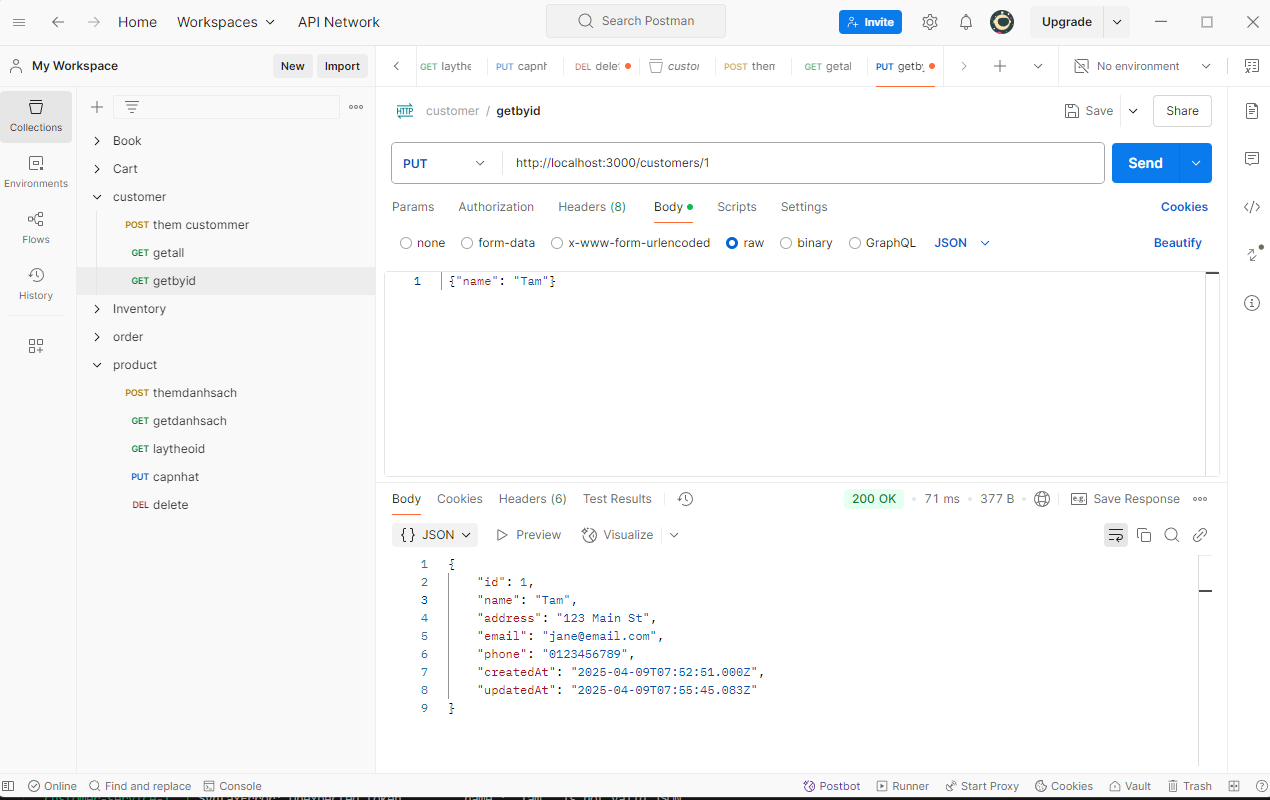 Home Workspaces API Network Search Postman Invite Upgrade
My Workspace New Import GET laythe PUT capnh DEL delet custor POST them GET getal PUT getby No environment
Collections
Environments
Flows
History
Book
Cart
customer
POST them custommer
GET getall
GET getbyid
Inventory
order
product
POST themdanhsach
GET getdanhsach
GET laytheoid
PUT capnhat
DEL delete
HTTP customer / getbyid Save Share
PUT http://localhost:3000/customers/1 Send
Params Authorization Headers (8) Body Scripts Settings Cookies
none form-data x-www-form-urlencoded raw binary GraphQL JSON Beautify
1 {"name": "Tam"}
Body Cookies Headers (6) Test Results 200 OK 71 ms 377 B e.g. Save Response
{} JSON Preview Visualize
1 {
2 "id": 1,
3 "name": "Tam",
4 "address": "123 Main St",
5 "email": "jane@email.com",
6 "phone": "0123456789",
7 "createdAt": "2025-04-09T07:52:51.000Z",
8 "updatedAt": "2025-04-09T07:55:45.083Z"
9 }
Online Find and replace Console Postbot Runner Start Proxy Cookies Vault Trash